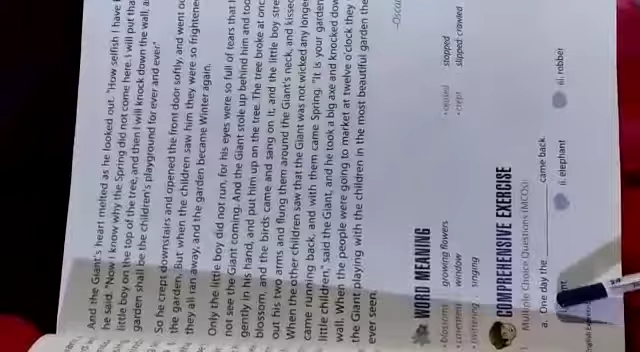 And the Giant's heart melted as he looked out. "How selfish I have
he said. "Now I know why the Spring did not come here. I will put that
little boy on the top of the tree, and then I will knock down the wall, a
garden shall be the children's playground for ever and ever."
So he crept downstairs and opened the front door softly, and went o
the garden. But when the children saw him they were so frighten
they all ran away, and the garden became Winter again.
Only the little boy did not run, for his eyes were so full of tears that
not see the Giant coming. And the Giant stole up behind him and too
gently in his hand, and put him up on the tree. The tree broke at onc
blossom, and the birds came and sang on it, and the little boy stre
out his two arms and flung them around the Giant's neck, and kissed
When the other children saw that the Giant was not wicked any longer
came running back, and with them came Spring. "It is your garden
little children," said the Giant, and he took a big axe and knocked dow
wall. When the people were going to market at twelve o'clock they
the Giant playing with the children in the most beautiful garden the
ever seen.
-Osca
WORD MEANING
• blossoms growing flowers • ceased stopped
window • crept slipped; crawled
• twittering singing
COMPREHENSIVE EXERCISE
1 Multiple Choice Questions (MCQs)
a. One day the ________ came back
ii. elephant iii. robber